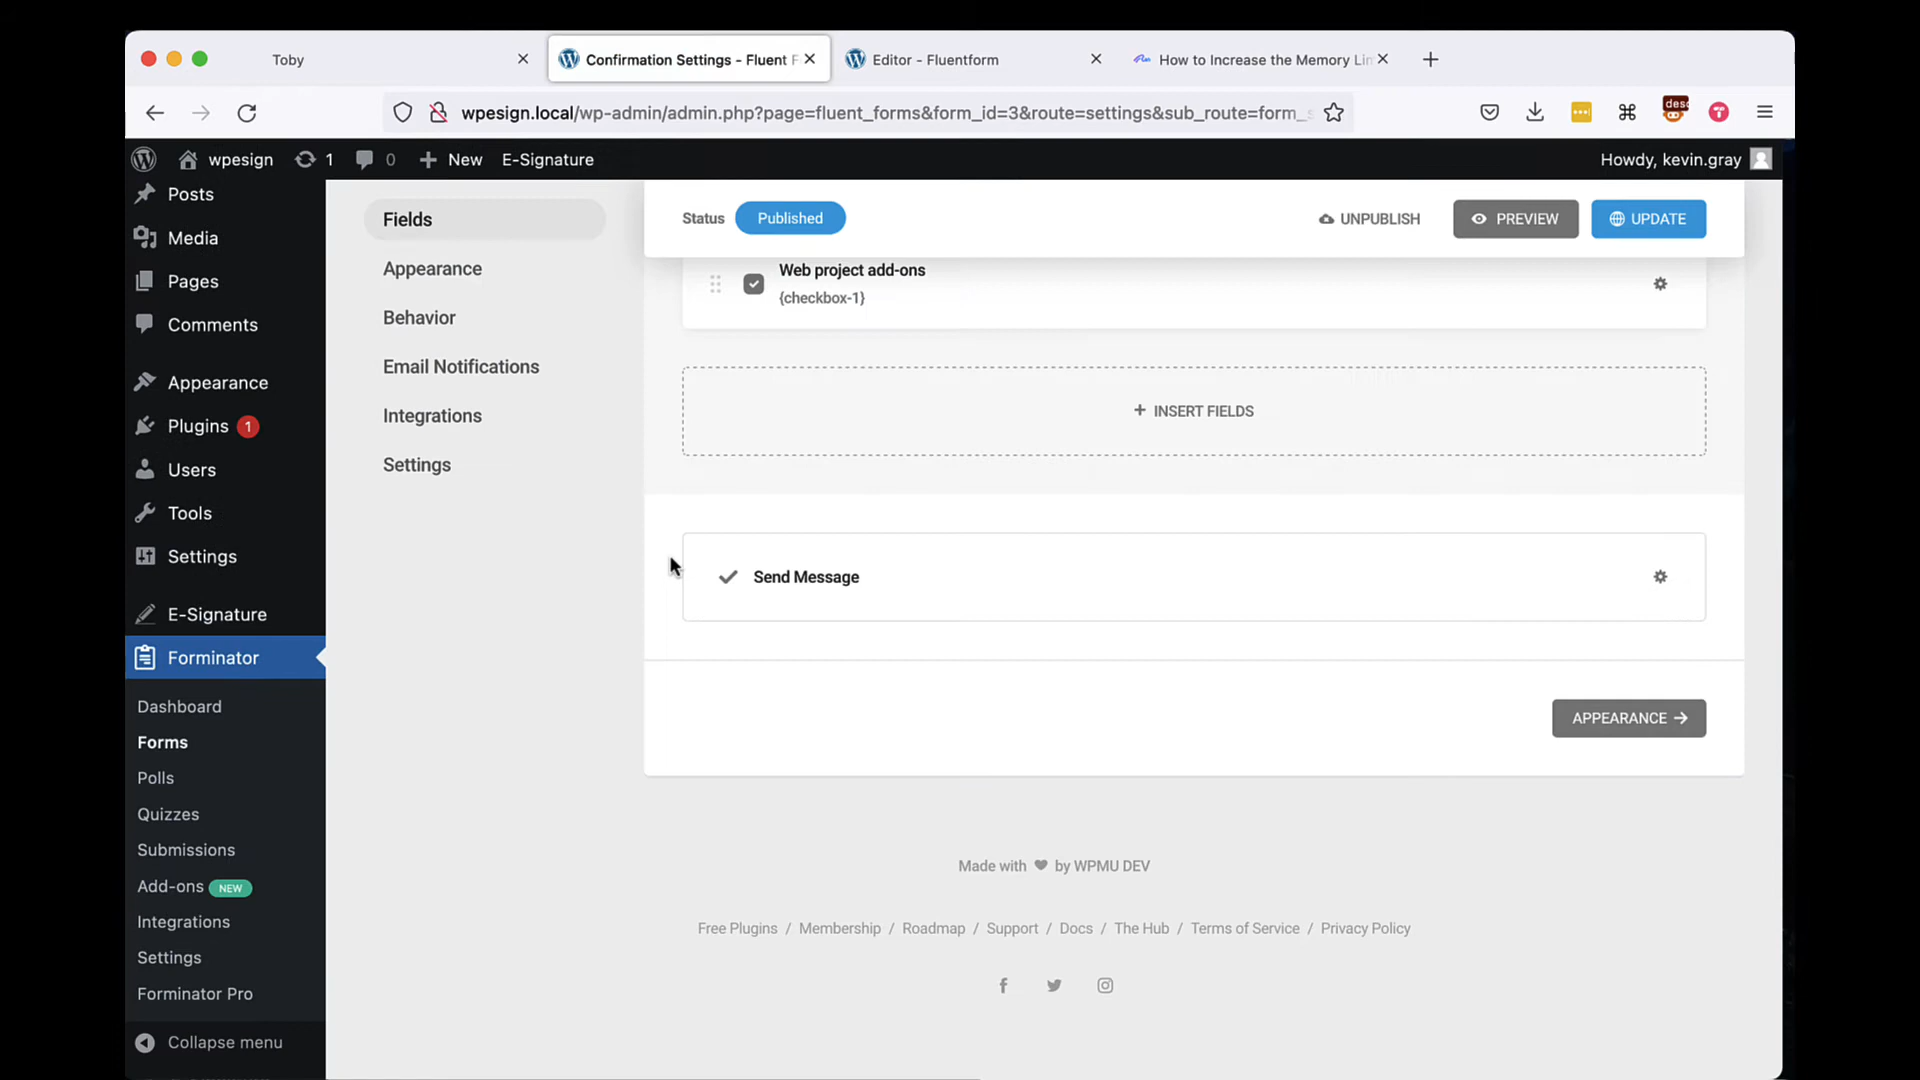 Toby
Confirmation Settings - Fluent F
Editor - Fluentform
How to Increase the Memory Lim
wpesign.local/wp-admin/admin.php?page=fluent_forms&form_id=3&route=settings&sub_route=form_s
desc
wpesign
1
0
New
E-Signature
Howdy, kevin.gray
Posts
Media
Pages
Comments
Appearance
Plugins 1
Users
Tools
Settings
E-Signature
Forminator
Dashboard
Forms
Polls
Quizzes
Submissions
Add-ons NEW
Integrations
Settings
Forminator Pro
Collapse menu
Fields
Appearance
Behavior
Email Notifications
Integrations
Settings
Status Published
UNPUBLISH
PREVIEW
UPDATE
Web project add-ons
{checkbox-1}
+ INSERT FIELDS
Send Message
APPEARANCE →
Made with ♥ by WPMU DEV
Free Plugins / Membership / Roadmap / Support / Docs / The Hub / Terms of Service / Privacy Policy